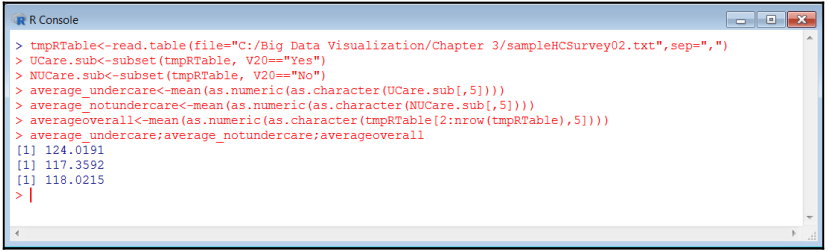 R Console
> tmpRTable<-read.table(file="C:/Big Data Visualization/Chapter 3/sampleHCSurvey02.txt",sep=",")
> UCare.sub<-subset(tmpRTable, V20=="Yes")
> NUCare.sub<-subset(tmpRTable, V20=="No")
> average_undercare<-mean(as.numeric(as.character(UCare.sub[,5])))
> average_notundercare<-mean(as.numeric(as.character(NUCare.sub[,5])))
> averageoverall<-mean(as.numeric(as.character(tmpRTable[2:nrow(tmpRTable),5])))
> average_undercare;average_notundercare;averageoverall
[1] 124.0191
[1] 117.3592
[1] 118.0215
>